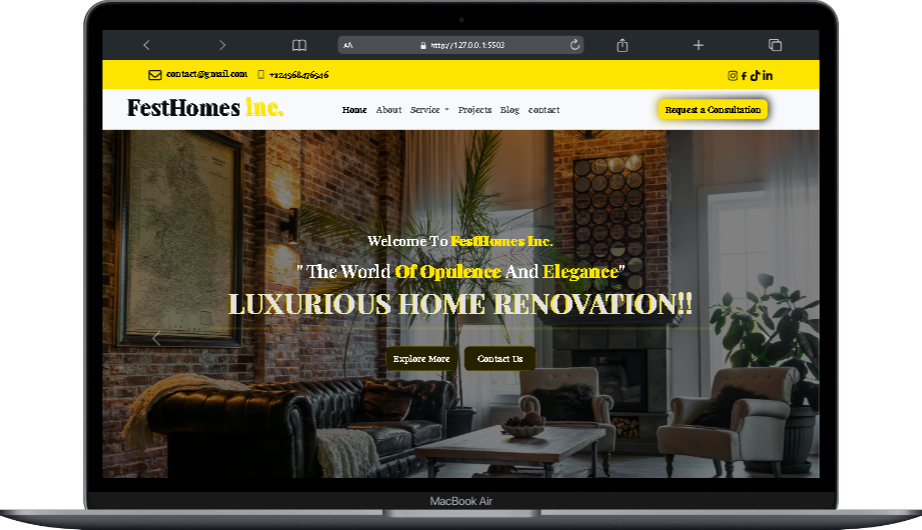 AA http://127.0.0.1:5503
contact@gmail.com +124968476946
FestHomes Inc.
Home About Service Projects Blog contact
Request a Consultation
Welcome To FestHomes Inc.
" The World Of Opulence And Elegance"
LUXURIOUS HOME RENOVATION!!
Explore More Contact Us
MacBook Air